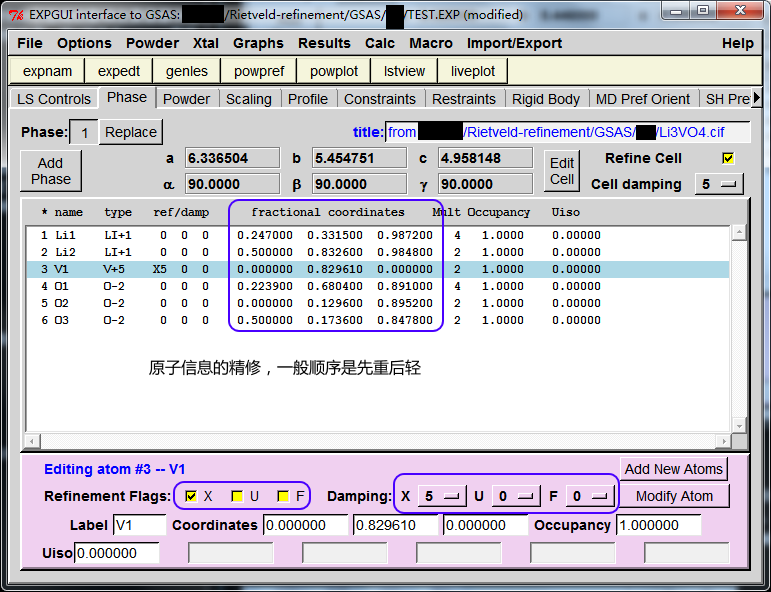 EXPGUI interface to GSAS: /Rietveld-refinement/GSAS/ /TEST.EXP (modified)
File Options Powder Xtal Graphs Results Calc Macro Import/Export Help
expnam expedt genles powpref powplot lstview liveplot
LS Controls Phase Powder Scaling Profile Constraints Restraints Rigid Body MD Pref Orient SH Pre
Phase: 1 Replace title: from /Rietveld-refinement/GSAS/ /Li3VO4.cif
Add Phase a 6.336504 b 5.454751 c 4.958148 Edit Cell Refine Cell
α 90.0000 β 90.0000 γ 90.0000 Cell damping 5
* name type ref/damp fractional coordinates Mult Occupancy Uiso
1 Li1 LI+1 0 0 0 0.247000 0.331500 0.987200 4 1.0000 0.00000
2 Li2 LI+1 0 0 0 0.500000 0.832600 0.984800 2 1.0000 0.00000
3 V1 V+5 X5 0 0 0.000000 0.829610 0.000000 2 1.0000 0.00000
4 O1 O-2 0 0 0 0.223900 0.680400 0.891000 4 1.0000 0.00000
5 O2 O-2 0 0 0 0.000000 0.129600 0.895200 2 1.0000 0.00000
6 O3 O-2 0 0 0 0.500000 0.173600 0.847800 2 1.0000 0.00000
原子信息的精修，一般顺序是先重后轻
Editing atom #3 -- V1 Add New Atoms
Refinement Flags: X U F Damping: X 5 U 0 F 0 Modify Atom
Label V1 Coordinates 0.000000 0.829610 0.000000 Occupancy 1.000000
Uiso 0.000000